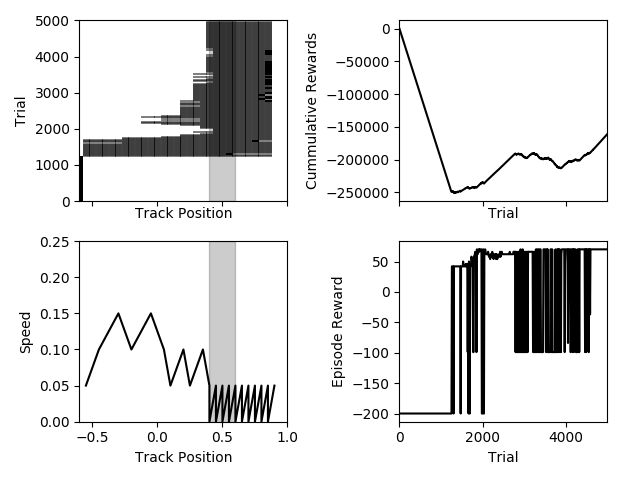 5000
4000
3000
2000
1000
0
Trial
Track Position
0
−50000
−100000
−150000
−200000
−250000
Cummulative Rewards
Trial
0.25
0.20
0.15
0.10
0.05
0.00
Speed
−0.5 0.0 0.5 1.0
Track Position
50
0
−50
−100
−150
−200
Episode Reward
0 2000 4000
Trial